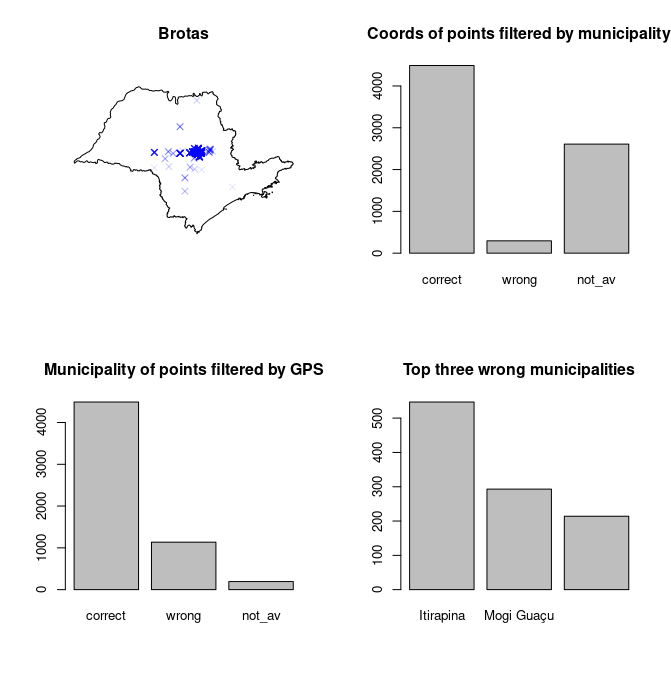 Brotas
Coords of points filtered by municipality
4000
3000
2000
1000
0
correct wrong not_av
Municipality of points filtered by GPS
4000
3000
2000
1000
0
correct wrong not_av
Top three wrong municipalities
500
400
300
200
100
0
Itirapina Mogi Guaçu